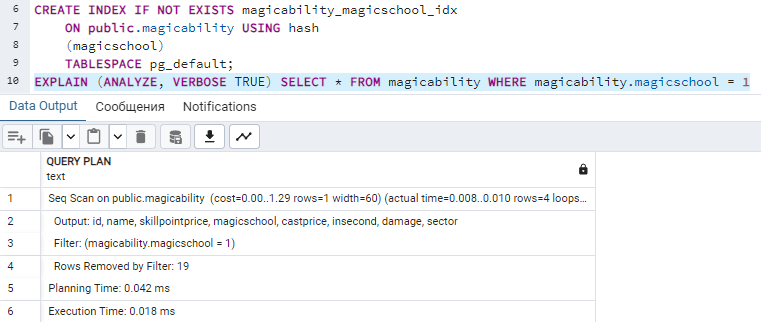 6 CREATE INDEX IF NOT EXISTS magicability_magicschool_idx
7 ON public.magicability USING hash
8 (magicschool)
9 TABLESPACE pg_default;
10 EXPLAIN (ANALYZE, VERBOSE TRUE) SELECT * FROM magicability WHERE magicability.magicschool = 1
Data Output Сообщения Notifications
QUERY PLAN
text
1 Seq Scan on public.magicability (cost=0.00..1.29 rows=1 width=60) (actual time=0.008..0.010 rows=4 loops...
2 Output: id, name, skillpointprice, magicschool, castprice, insecond, damage, sector
3 Filter: (magicability.magicschool = 1)
4 Rows Removed by Filter: 19
5 Planning Time: 0.042 ms
6 Execution Time: 0.018 ms